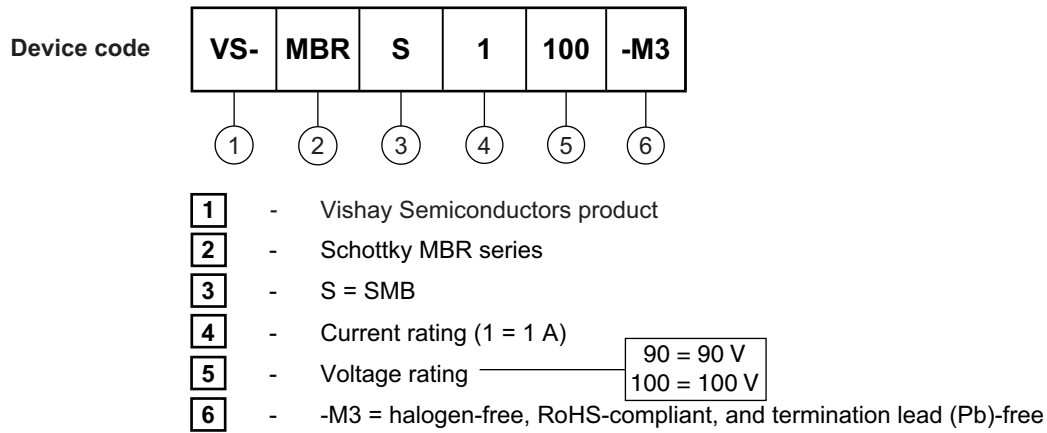 Device code VS- MBR S 1 100 -M3
1 2 3 4 5 6
1 - Vishay Semiconductors product
2 - Schottky MBR series
3 - S = SMB
4 - Current rating (1 = 1 A)
5 - Voltage rating
90 = 90 V
100 = 100 V
6 - -M3 = halogen-free, RoHS-compliant, and termination lead (Pb)-free